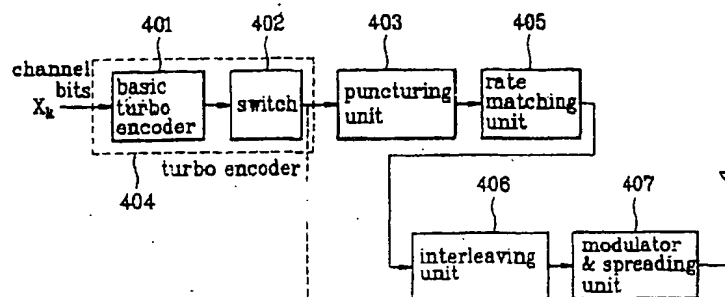 401
402
403
405
channel
bits
X_k
basic
turbo
encoder
switch
puncturing
unit
rate
matching
unit
turbo encoder
404
406
407
interleaving
unit
modulator
& spreading
unit